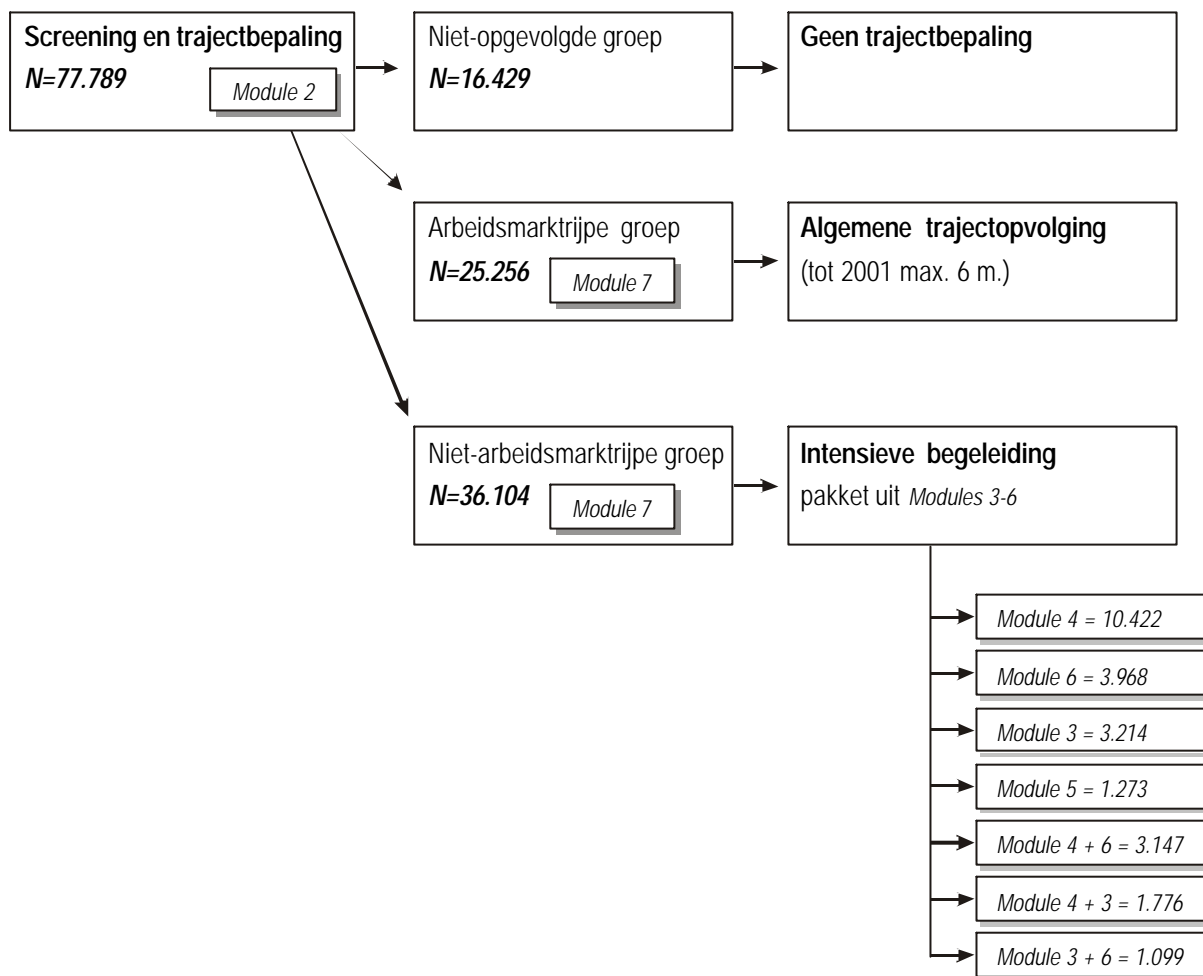 Screening en trajectbepaling
N=77.789
Module 2
Niet-opgevolgde groep
N=16.429
Geen trajectbepaling
Arbeidsmarktrijpe groep
N=25.256
Module 7
Algemene trajectopvolging
(tot 2001 max. 6 m.)
Niet-arbeidsmarktrijpe groep
N=36.104
Module 7
Intensieve begeleiding
pakket uit Modules 3-6
Module 4 = 10.422
Module 6 = 3.968
Module 3 = 3.214
Module 5 = 1.273
Module 4 + 6 = 3.147
Module 4 + 3 = 1.776
Module 3 + 6 = 1.099